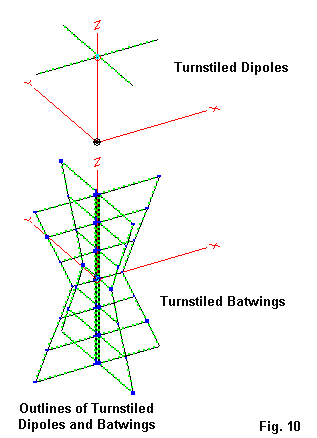 Z
Turnstiled Dipoles
Y
X
Z
Y
X
Turnstiled Batwings
Outlines of Turnstiled
Dipoles and Batwings
Fig. 10